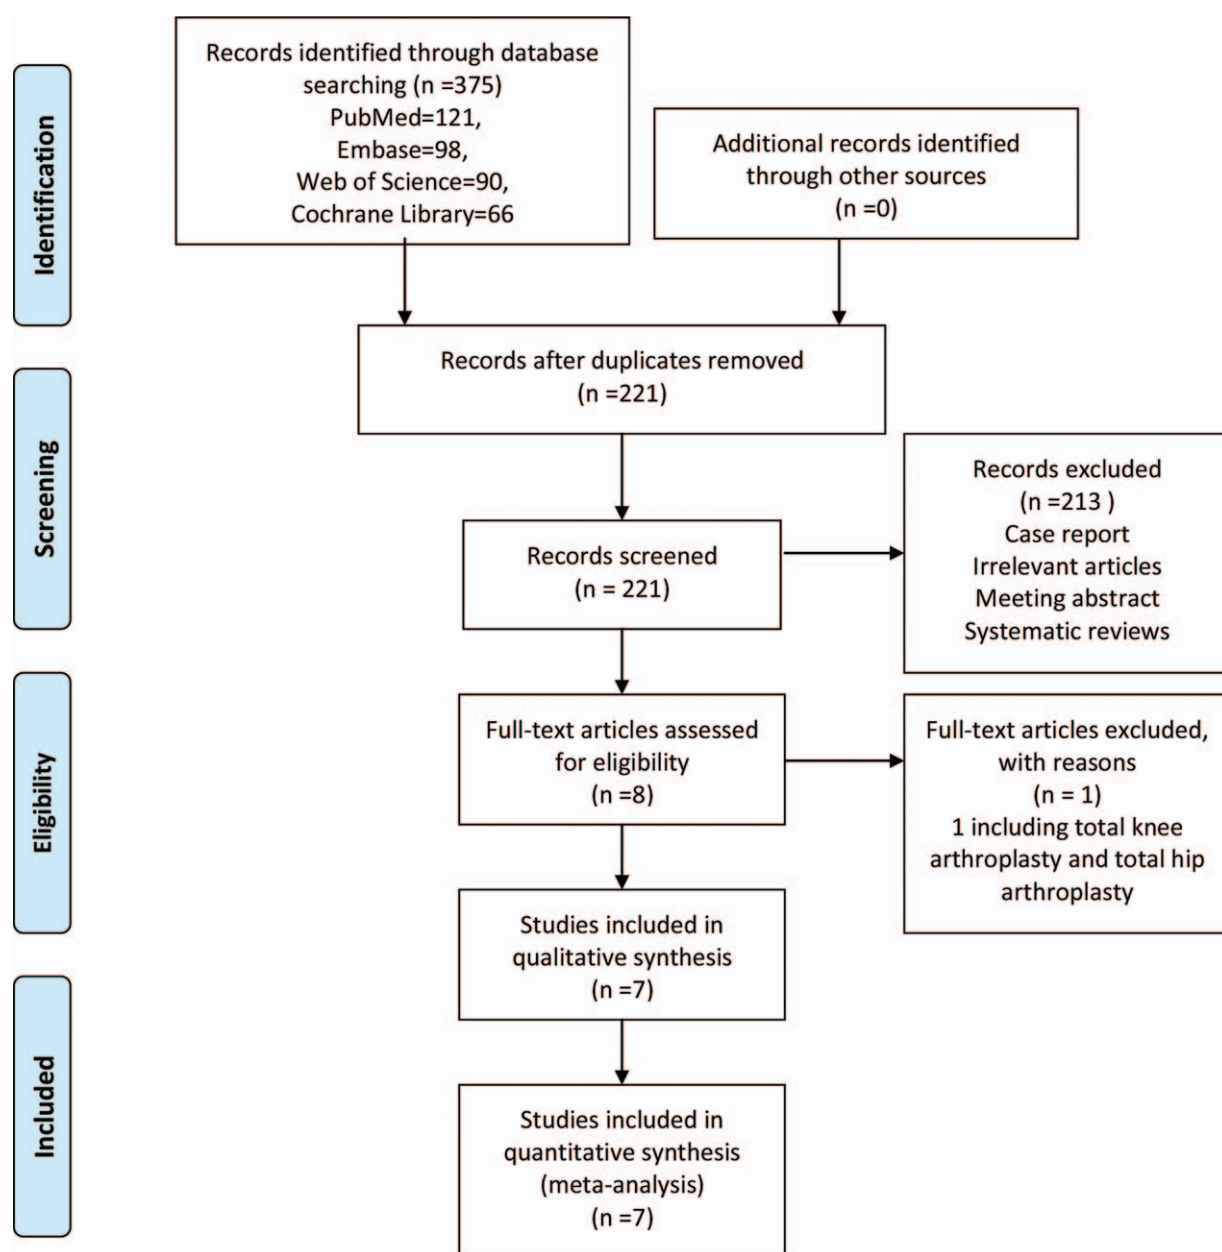 Identification
Records identified through database
searching (n =375)
PubMed=121,
Embase=98,
Web of Science=90,
Cochrane Library=66
Additional records identified
through other sources
(n =0)
Records after duplicates removed
(n =221)
Screening
Records screened
(n = 221)
Records excluded
(n =213 )
Case report
Irrelevant articles
Meeting abstract
Systematic reviews
Eligibility
Full-text articles assessed
for eligibility
(n =8)
Full-text articles excluded,
with reasons
(n = 1)
1 including total knee
arthroplasty and total hip
arthroplasty
Studies included in
qualitative synthesis
(n =7)
Included
Studies included in
quantitative synthesis
(meta-analysis)
(n =7)